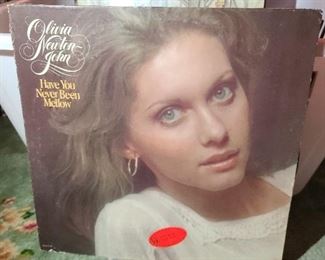 Olivia
Newton-
John
Have You
Never Been
Mellow